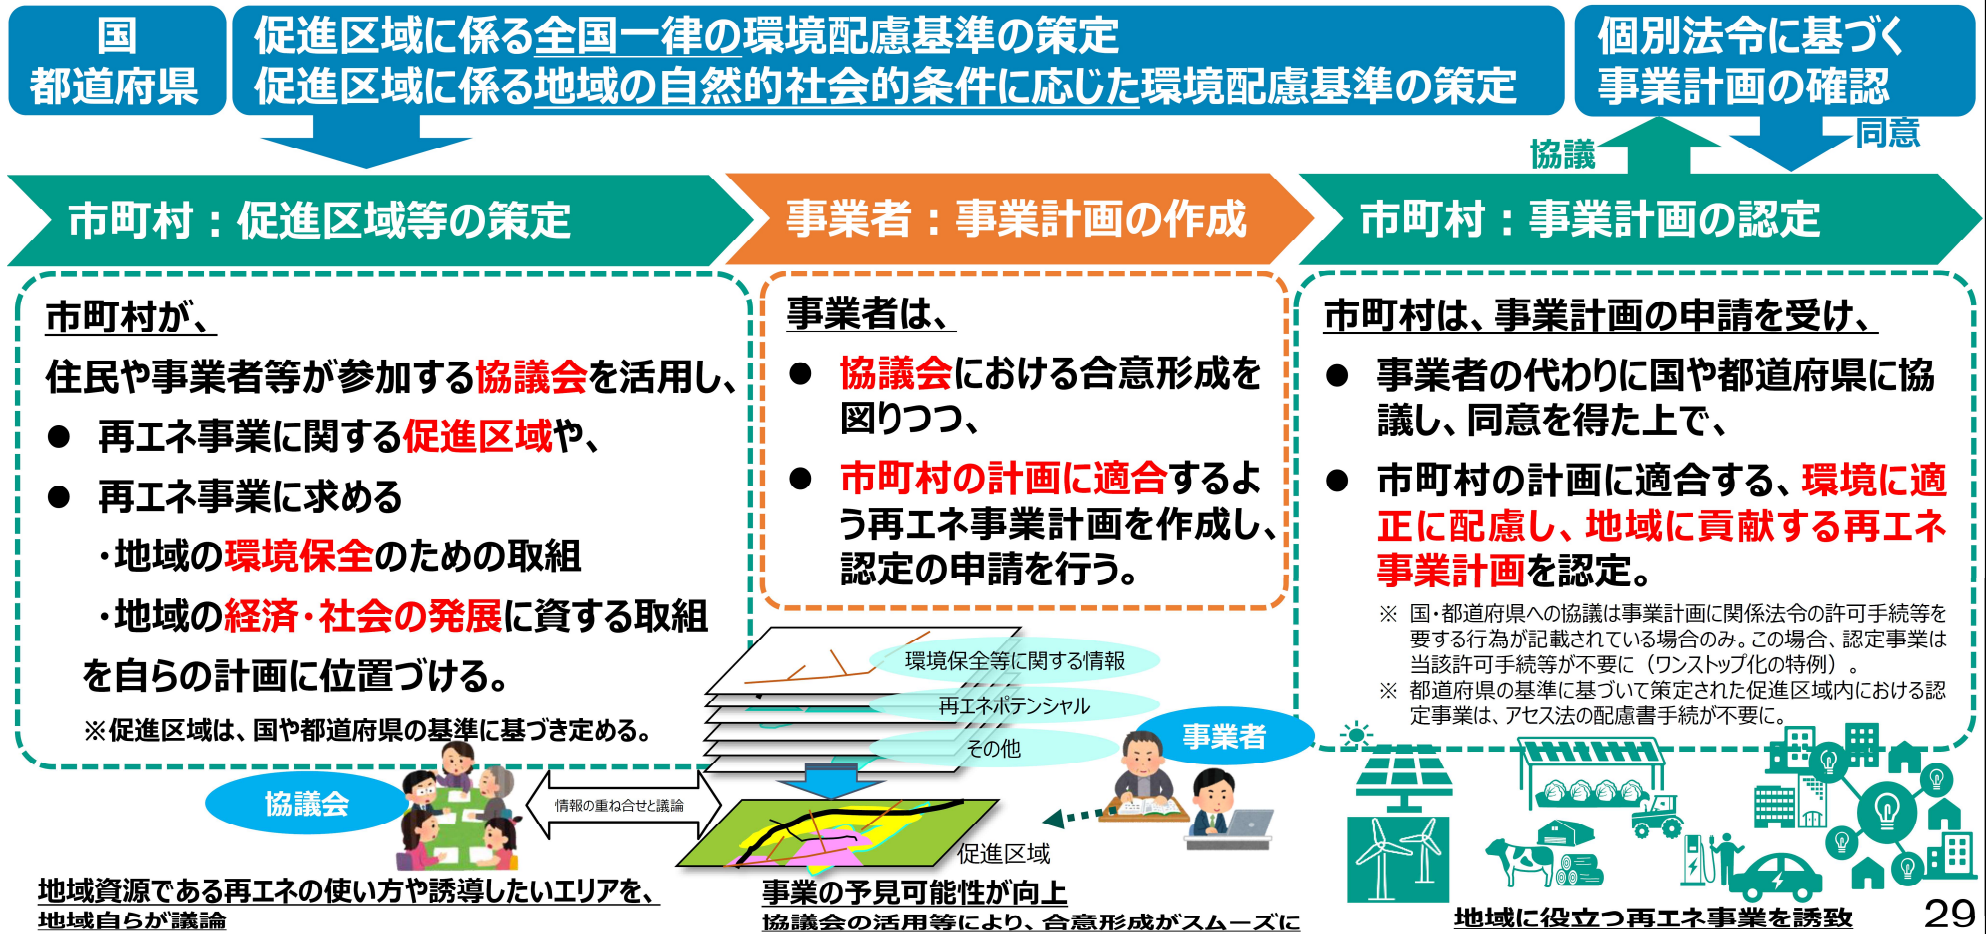 国
都道府県
促進区域に係る全国一律の環境配慮基準の策定
促進区域に係る地域の自然的社会的条件に応じた環境配慮基準の策定
個別法令に基づく
事業計画の確認
協議
同意
市町村：促進区域等の策定
事業者：事業計画の作成
市町村：事業計画の認定
市町村が、
住民や事業者等が参加する協議会を活用し、
● 再エネ事業に関する促進区域や、
● 再エネ事業に求める
・地域の環境保全のための取組
・地域の経済・社会の発展に資する取組
を自らの計画に位置づける。
※促進区域は、国や都道府県の基準に基づき定める。
事業者は、
● 協議会における合意形成を
図りつつ、
● 市町村の計画に適合するよ
う再エネ事業計画を作成し、
認定の申請を行う。
市町村は、事業計画の申請を受け、
● 事業者の代わりに国や都道府県に協
議し、同意を得た上で、
● 市町村の計画に適合する、環境に適
正に配慮し、地域に貢献する再エネ
事業計画を認定。
※ 国・都道府県への協議は事業計画に関係法令の許可手続等を
要する行為が記載されている場合のみ。この場合、認定事業は
当該許可手続等が不要に（ワンストップ化の特例）。
※ 都道府県の基準に基づいて策定された促進区域内における認
定事業は、アセス法の配慮書手続が不要に。
環境保全等に関する情報
再エネポテンシャル
その他
事業者
協議会
情報の重ね合せと議論
促進区域
地域資源である再エネの使い方や誘導したいエリアを、
地域自らが議論
事業の予見可能性が向上
協議会の活用等により、合意形成がスムーズに
地域に役立つ再エネ事業を誘致
29